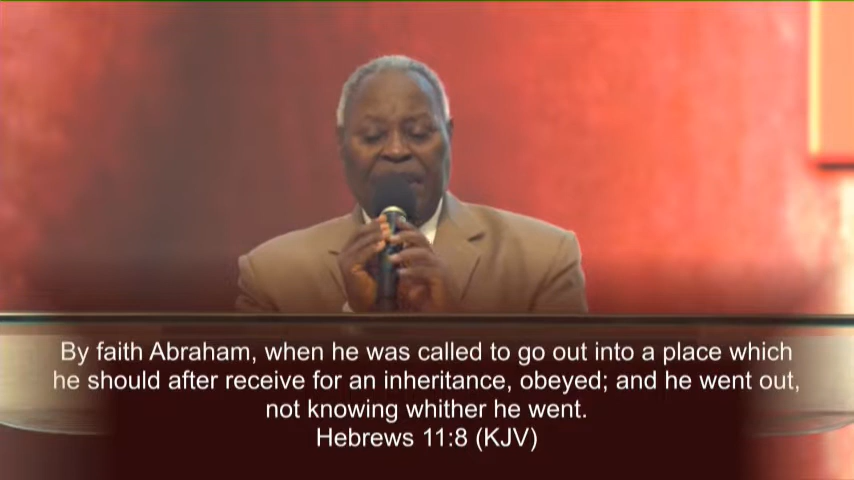 By faith Abraham, when he was called to go out into a place which
he should after receive for an inheritance, obeyed; and he went out,
not knowing whither he went.
Hebrews 11:8 (KJV)